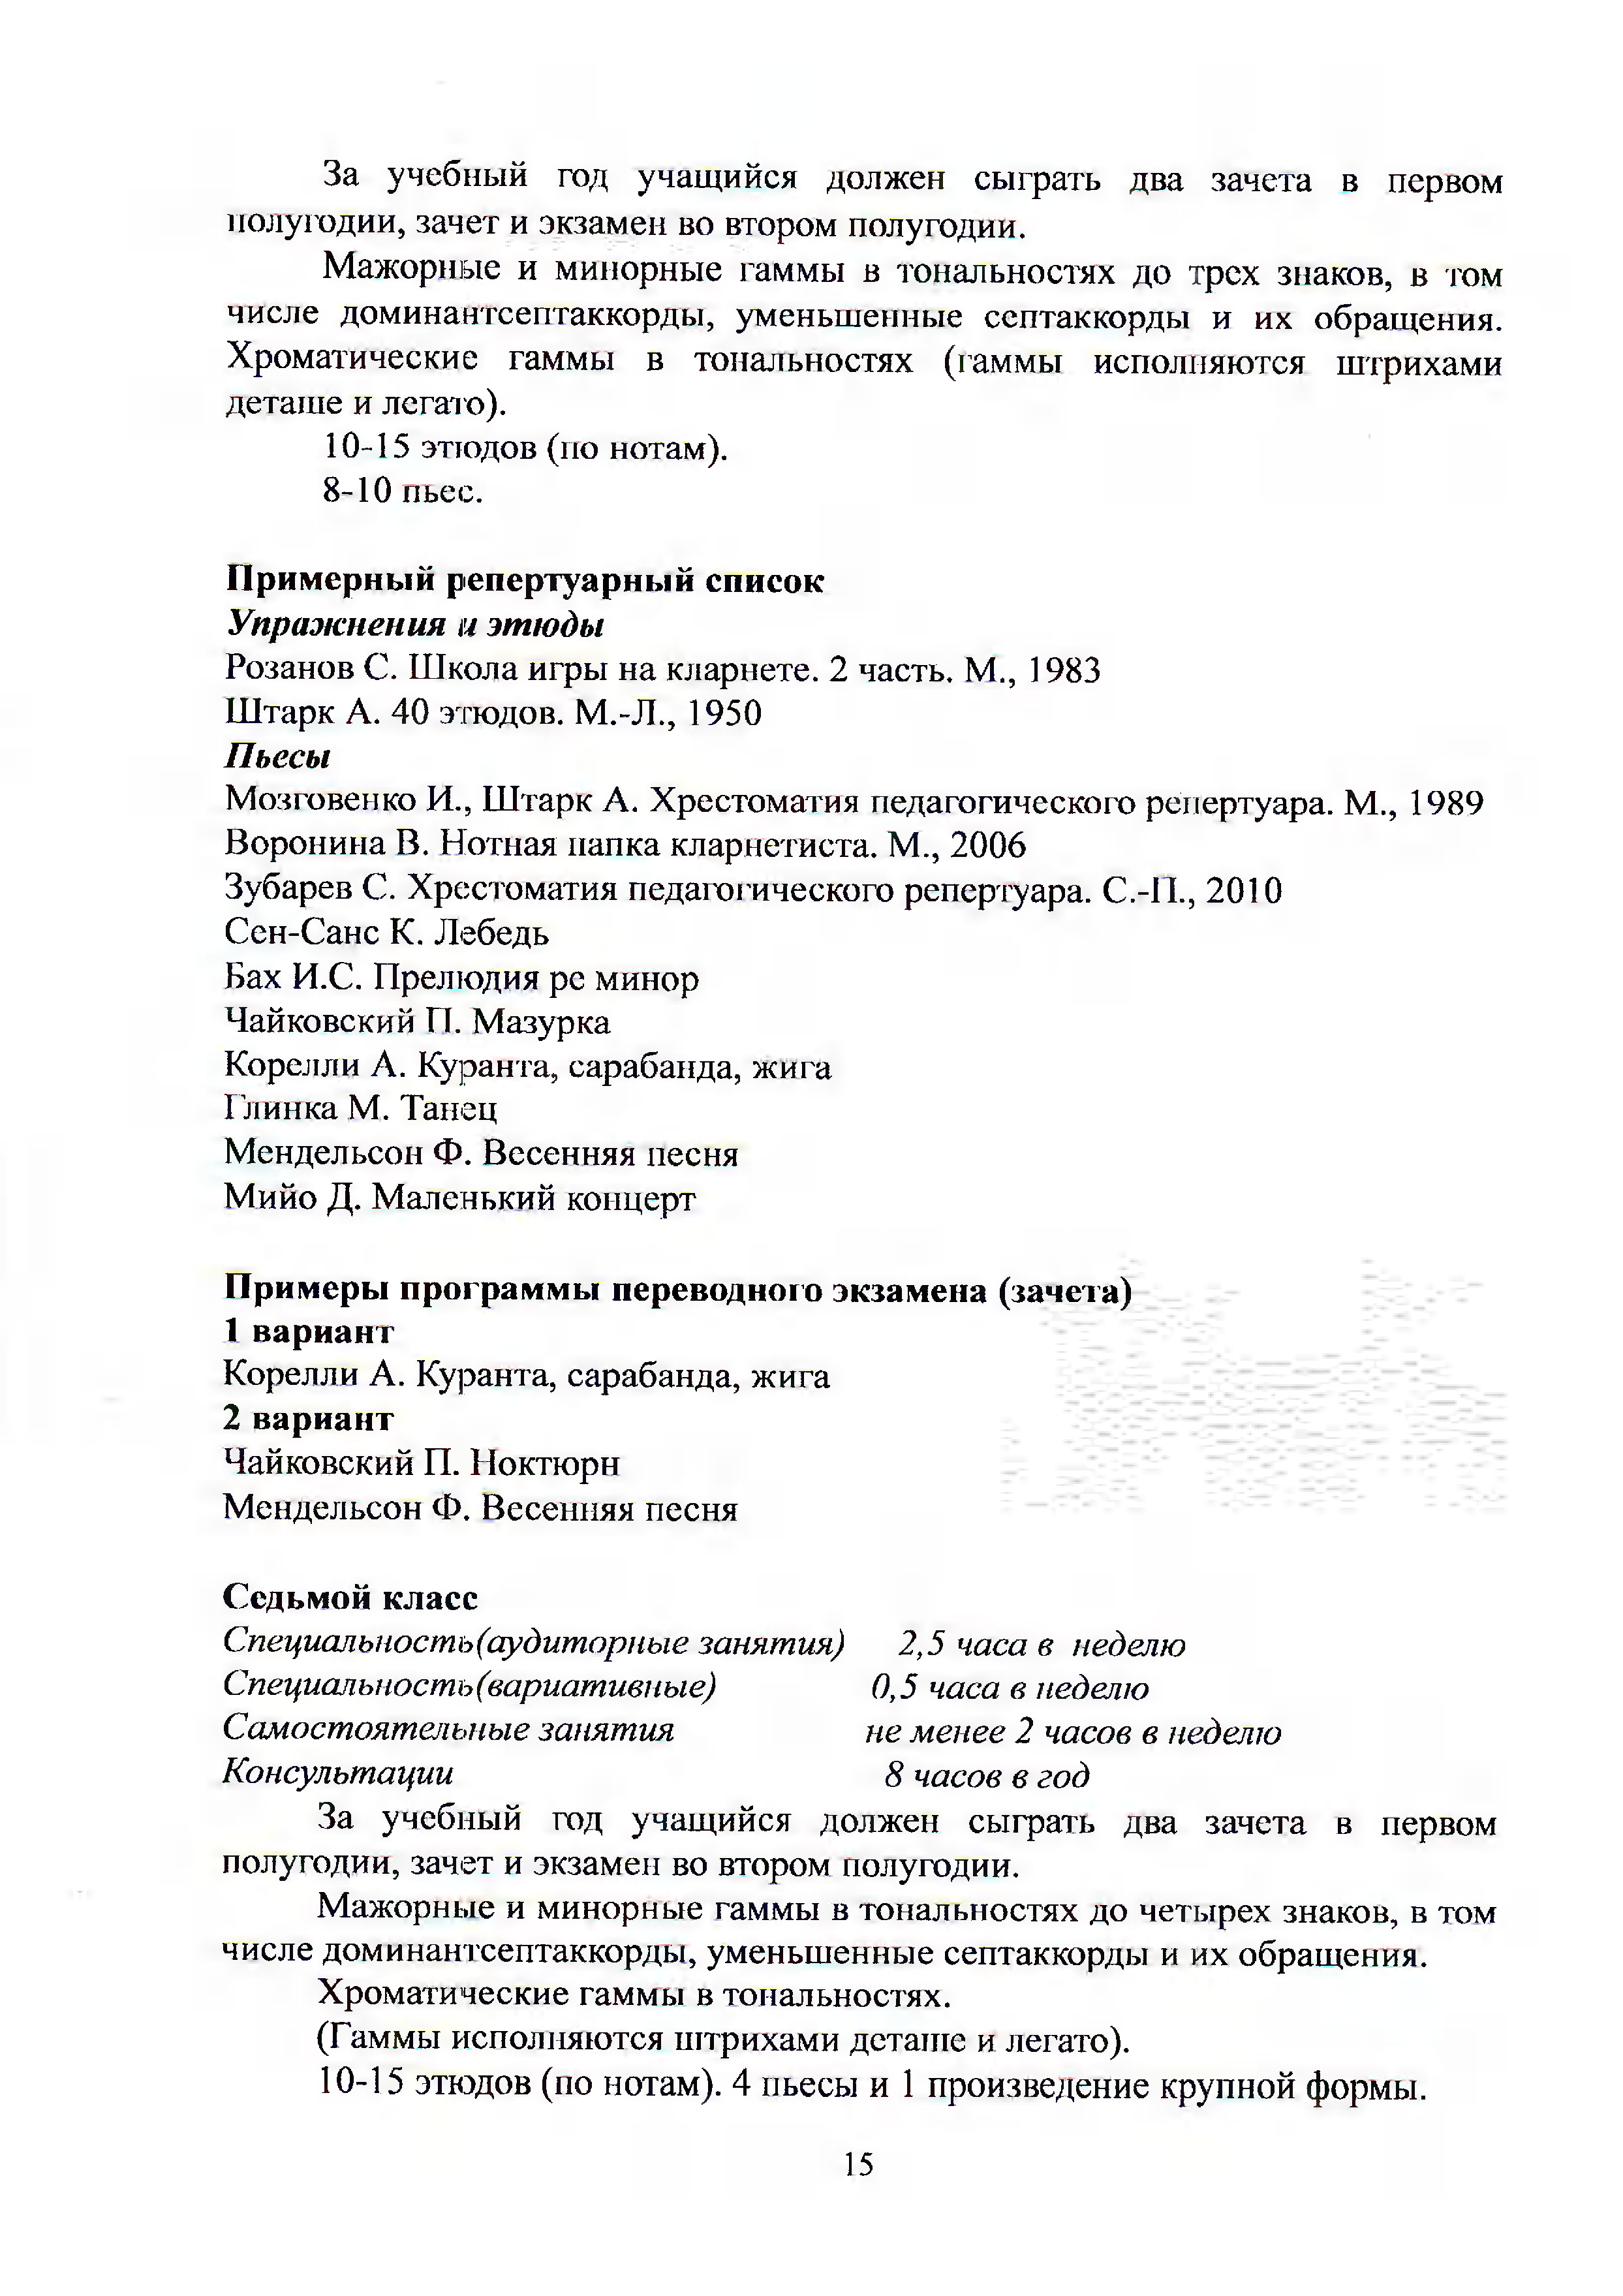 За учебный год учащийся должен сыграть два зачета в первом
полугодии, зачет и экзамен во втором полугодии.
Мажорные и минорные гаммы в тональностях до трех знаков, в том
числе доминантсептаккорды, уменьшенные септаккорды и их обращения.
Хроматические гаммы в тональностях (гаммы исполняются штрихами
деташе и легато).
10-15 этюдов (по нотам).
8-10 пьес.
Примерный репертуарный список
Упражнения и этюды
Розанов С. Школа игры на кларнете. 2 часть. М., 1983
Штарк А. 40 этюдов. М.-Л., 1950
Пьесы
Мозговенко И., Штарк А. Хрестоматия педагогического репертуара. М., 1989
Воронина В. Нотная папка кларнетиста. М., 2006
Зубарев С. Хрестоматия педагогического репертуара. С.-П., 2010
Сен-Санс К. Лебедь
Бах И.С. Прелюдия ре минор
Чайковский П. Мазурка
Корелли А. Куранта, сарабанда, жига
Глинка М. Танец
Мендельсон Ф. Весенняя песня
Мийо Д. Маленький концерт
Примеры программы переводного экзамена (зачета)
1 вариант
Корелли А. Куранта, сарабанда, жига
2 вариант
Чайковский П. Ноктюрн
Мендельсон Ф. Весенняя песня
Седьмой класс
Специальность(аудиторные занятия) 2,5 часа в неделю
Специальность(вариативные) 0,5 часа в неделю
Самостоятельные занятия не менее 2 часов в неделю
Консультации 8 часов в год
За учебный год учащийся должен сыграть два зачета в первом
полугодии, зачет и экзамен во втором полугодии.
Мажорные и минорные гаммы в тональностях до четырех знаков, в том
числе доминантсептаккорды, уменьшенные септаккорды и их обращения.
Хроматические гаммы в тональностях.
(Гаммы исполняются штрихами деташе и легато).
10-15 этюдов (по нотам). 4 пьесы и 1 произведение крупной формы.
15